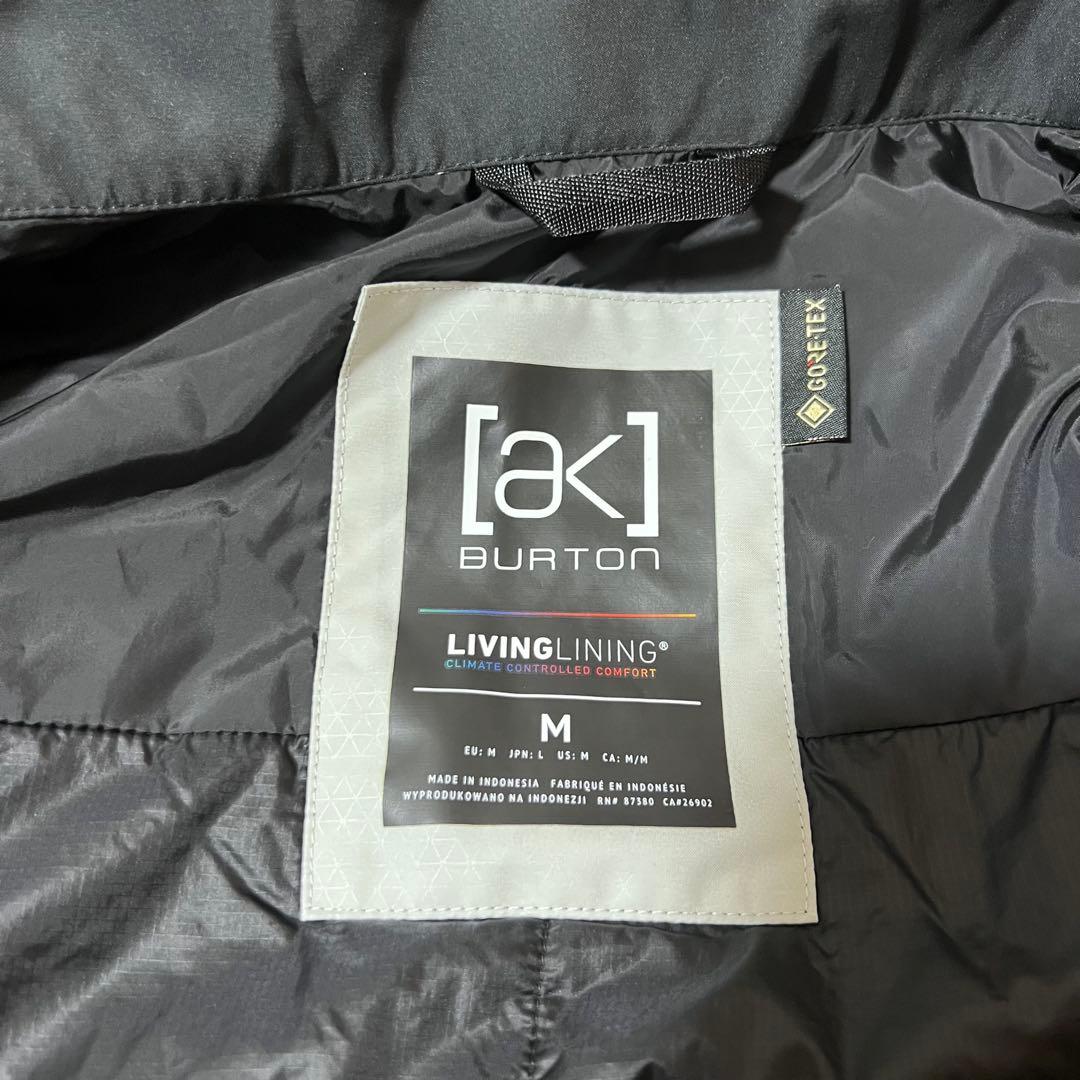 [ak]
BURTON
LIVINGLINING®
CLIMATE CONTROLLED COMFORT
M
EU: M JPN: L US: M CA: M/M
MADE IN INDONESIA FABRIQUÉ EN INDONÉSIE
WYPRODUKOWANO NA INDONEZJI RN# 87380 CA#26902
GORE-TEX